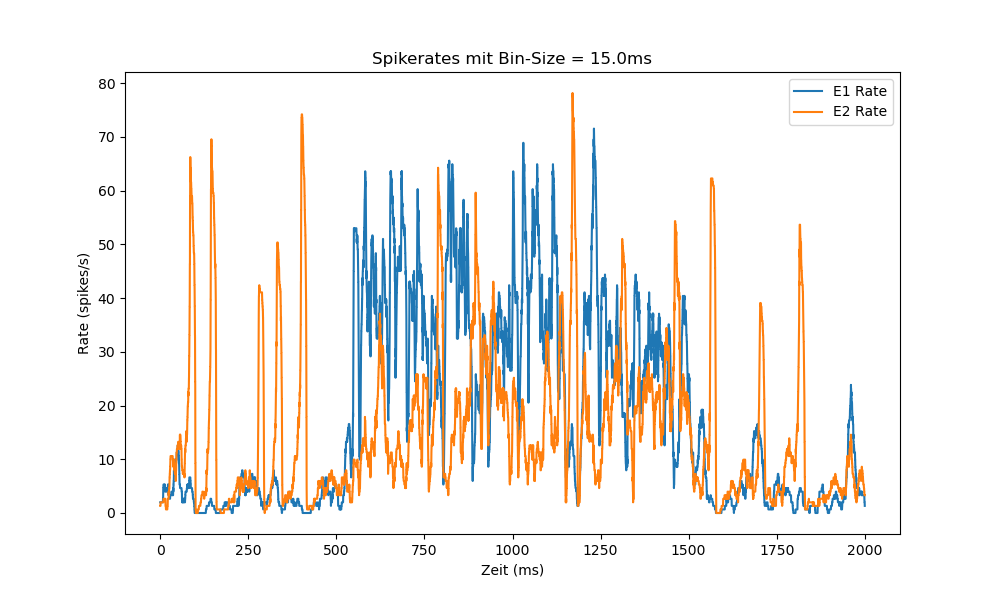 Spikerates mit Bin-Size = 15.0ms
E1 Rate
E2 Rate
80
70
60
50
40
30
20
10
0
Rate (spikes/s)
0 250 500 750 1000 1250 1500 1750 2000
Zeit (ms)